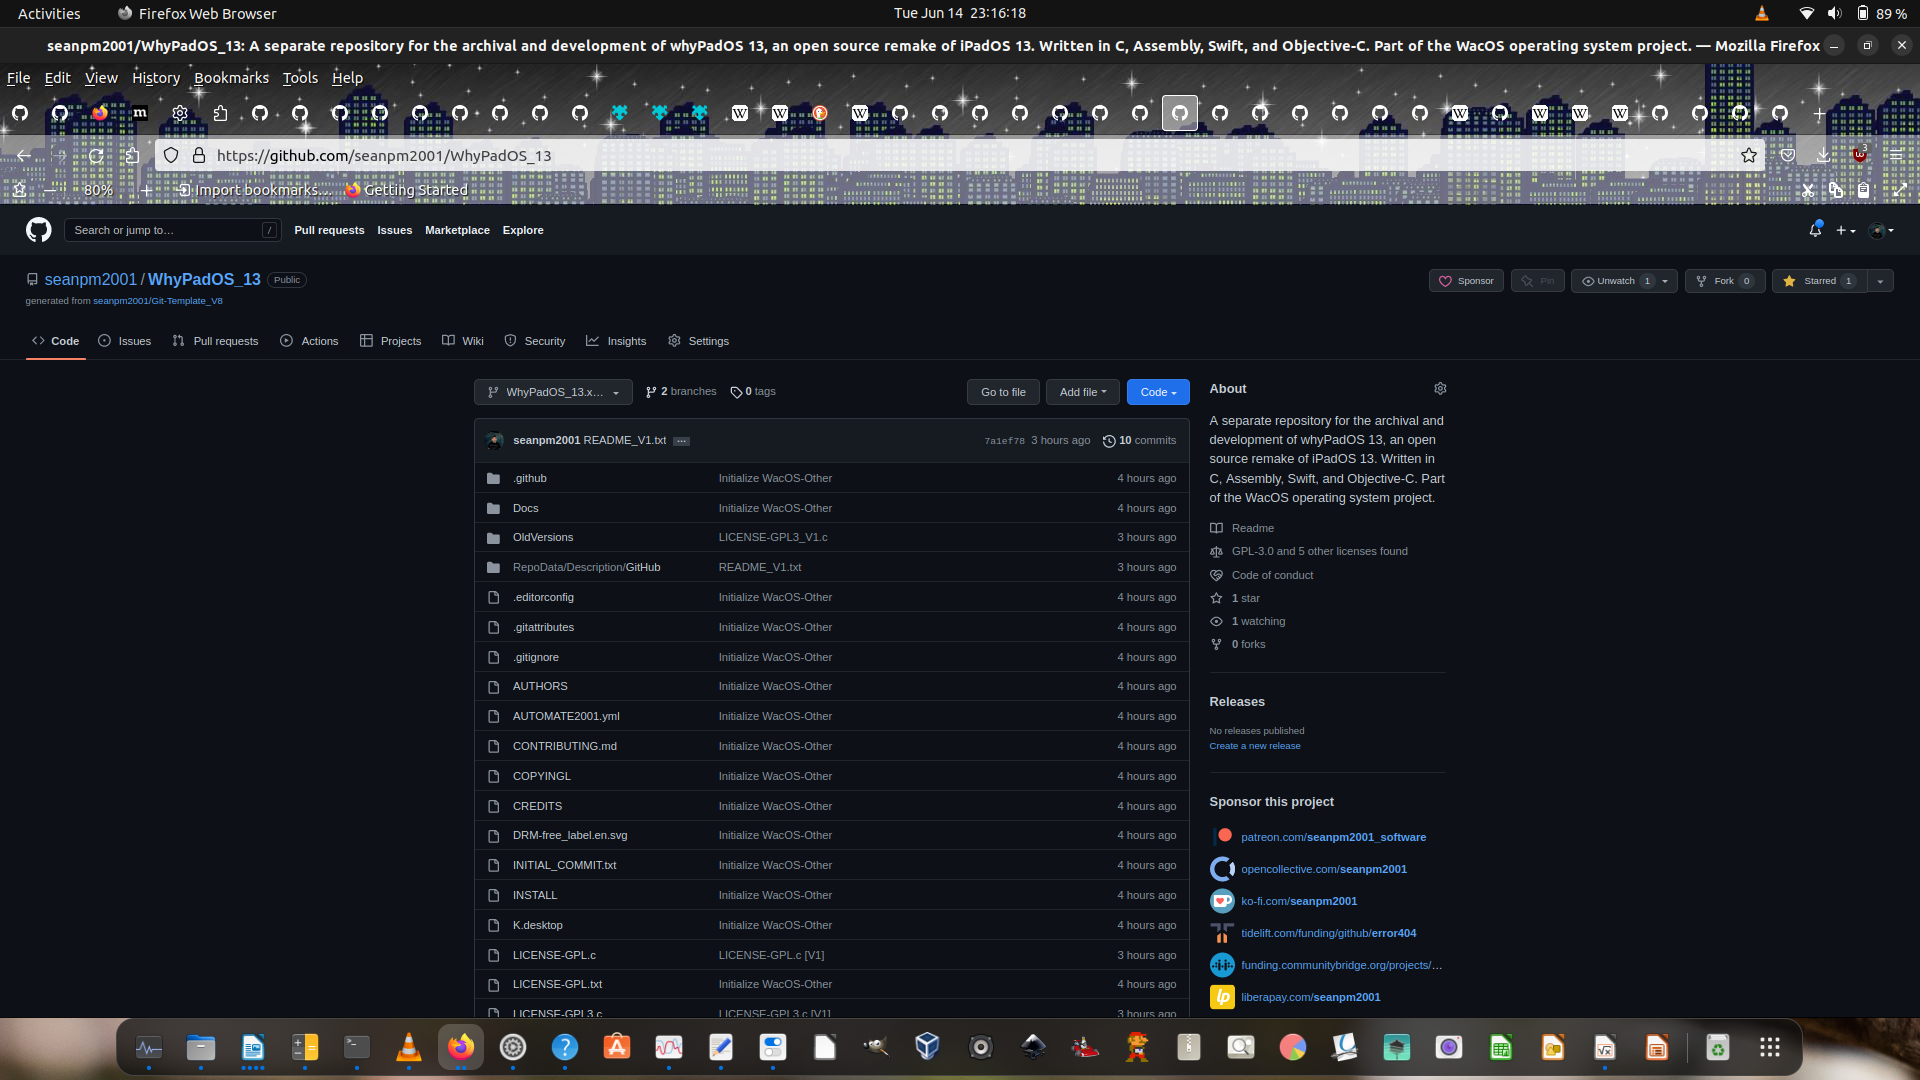 Activities
Firefox Web Browser
Tue Jun 14 23:16:18
89 %
seanpm2001/WhyPadOS_13: A separate repository for the archival and development of whyPadOS 13, an open source remake of iPadOS 13. Written in C, Assembly, Swift, and Objective-C. Part of the WacOS operating system project. — Mozilla Firefox
File Edit View History Bookmarks Tools Help
https://github.com/seanpm2001/WhyPadOS_13
3
80%
Import bookmarks...
Getting Started
Search or jump to…
/
Pull requests Issues Marketplace Explore
seanpm2001 / WhyPadOS_13 Public
generated from seanpm2001/Git-Template_V8
Sponsor
Pin
Unwatch 1
Fork 0
Starred 1
Code Issues Pull requests Actions Projects Wiki Security Insights Settings
WhyPadOS_13.x…
2 branches
0 tags
Go to file
Add file
Code
seanpm2001 README_V1.txt ...
7a1ef78 3 hours ago
10 commits
.github Initialize WacOS-Other 4 hours ago
Docs Initialize WacOS-Other 4 hours ago
OldVersions LICENSE-GPL3_V1.c 3 hours ago
RepoData/Description/GitHub README_V1.txt 3 hours ago
.editorconfig Initialize WacOS-Other 4 hours ago
.gitattributes Initialize WacOS-Other 4 hours ago
.gitignore Initialize WacOS-Other 4 hours ago
AUTHORS Initialize WacOS-Other 4 hours ago
AUTOMATE2001.yml Initialize WacOS-Other 4 hours ago
CONTRIBUTING.md Initialize WacOS-Other 4 hours ago
COPYINGL Initialize WacOS-Other 4 hours ago
CREDITS Initialize WacOS-Other 4 hours ago
DRM-free_label.en.svg Initialize WacOS-Other 4 hours ago
INITIAL_COMMIT.txt Initialize WacOS-Other 4 hours ago
INSTALL Initialize WacOS-Other 4 hours ago
K.desktop Initialize WacOS-Other 4 hours ago
LICENSE-GPL.c LICENSE-GPL.c [V1] 3 hours ago
LICENSE-GPL.txt Initialize WacOS-Other 4 hours ago
LICENSE-GPL3.c LICENSE-GPL3.c [V1] 3 hours ago
About
A separate repository for the archival and
development of whyPadOS 13, an open
source remake of iPadOS 13. Written in
C, Assembly, Swift, and Objective-C. Part
of the WacOS operating system project.
Readme
GPL-3.0 and 5 other licenses found
Code of conduct
1 star
1 watching
0 forks
Releases
No releases published
Create a new release
Sponsor this project
patreon.com/seanpm2001_software
opencollective.com/seanpm2001
ko-fi.com/seanpm2001
tidelift.com/funding/github/error404
funding.communitybridge.org/projects/…
liberapay.com/seanpm2001